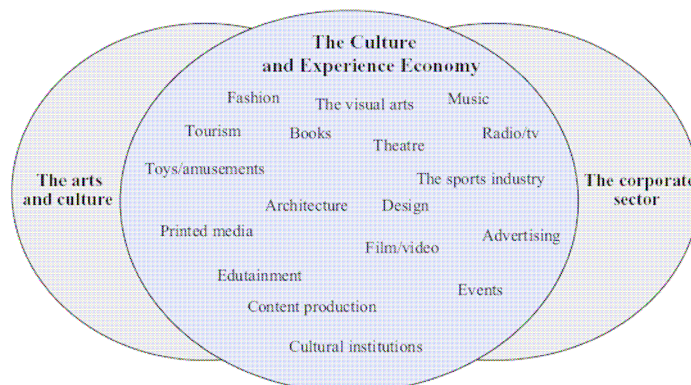 The Culture
and Experience Economy
Fashion
The visual arts
Music
Tourism
Books
Theatre
Radio/tv
Toys/amusements
The sports industry
The arts
and culture
The corporate
sector
Architecture
Design
Printed media
Film/video
Advertising
Edutainment
Events
Content production
Cultural institutions